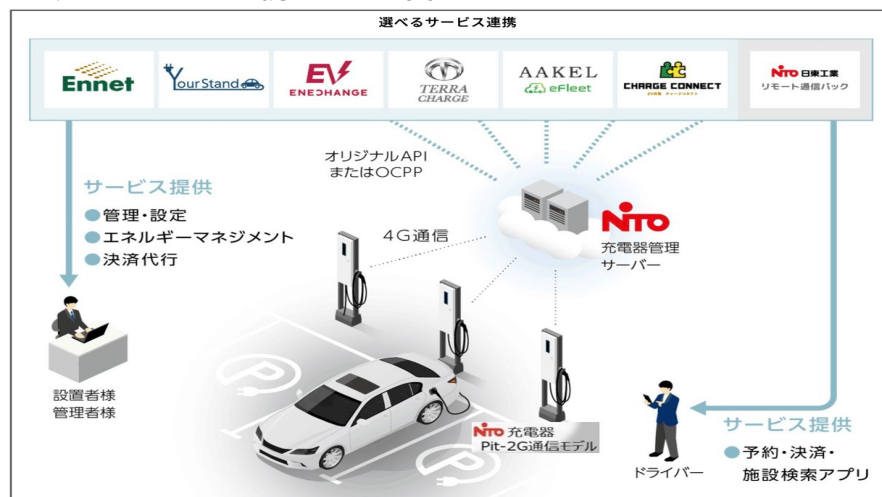 選べるサービス連携
Ennet
YourStand
EV
ENECHANGE
TERRA
CHARGE
AAKEL
eFleet
CHARGE CONNECT
NITO 日東工業
リモート通信パック
オリジナルAPI
またはOCPP
サービス提供
●管理・設定
●エネルギーマネジメント
●決済代行
4G通信
NITO
充電器管理
サーバー
設置者様
管理者様
NITO 充電器
Pit-2G通信モデル
ドライバー
サービス提供
●予約・決済・
施設検索アプリ